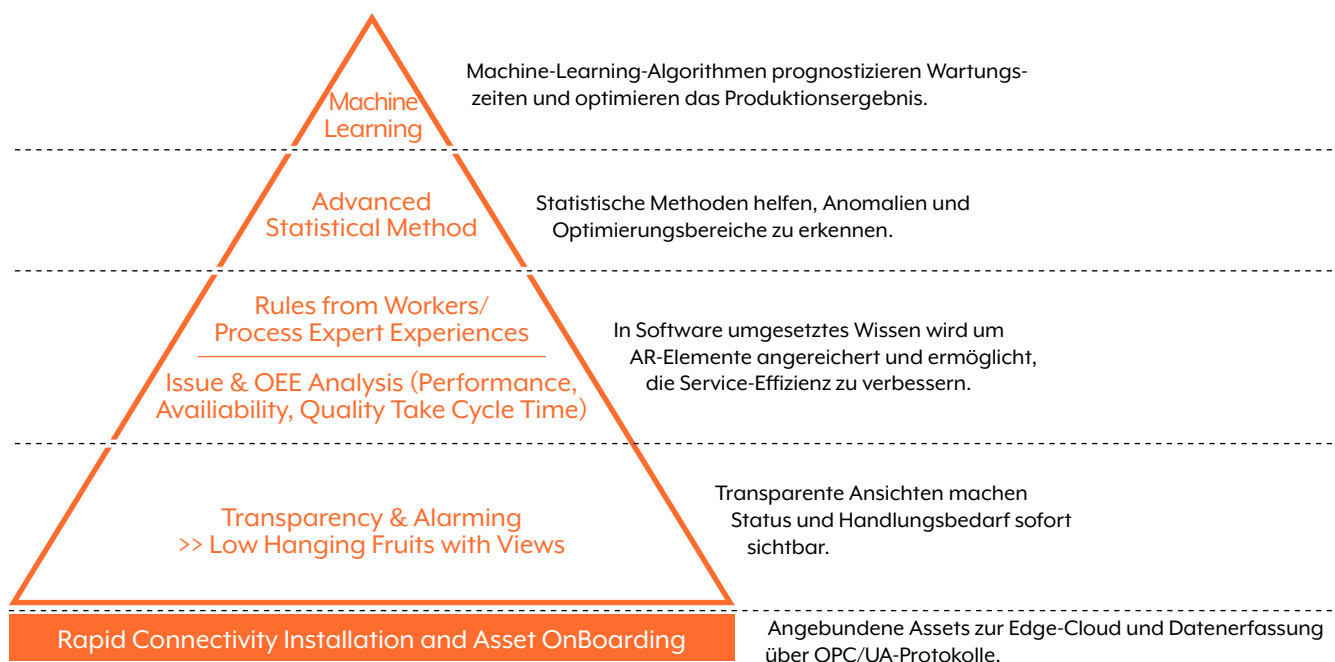 Machine
Learning
Machine-Learning-Algorithmen prognostizieren Wartungs-
zeiten und optimieren das Produktionsergebnis.
Advanced
Statistical Method
Statistische Methoden helfen, Anomalien und
Optimierungsbereiche zu erkennen.
Rules from Workers/
Process Expert Experiences
Issue & OEE Analysis (Performance,
Availiability, Quality Take Cycle Time)
In Software umgesetztes Wissen wird um
AR-Elemente angereichert und ermöglicht,
die Service-Effizienz zu verbessern.
Transparency & Alarming
>> Low Hanging Fruits with Views
Transparente Ansichten machen
Status und Handlungsbedarf sofort
sichtbar.
Rapid Connectivity Installation and Asset OnBoarding
Angebundene Assets zur Edge-Cloud und Datenerfassung
über OPC/UA-Protokolle.